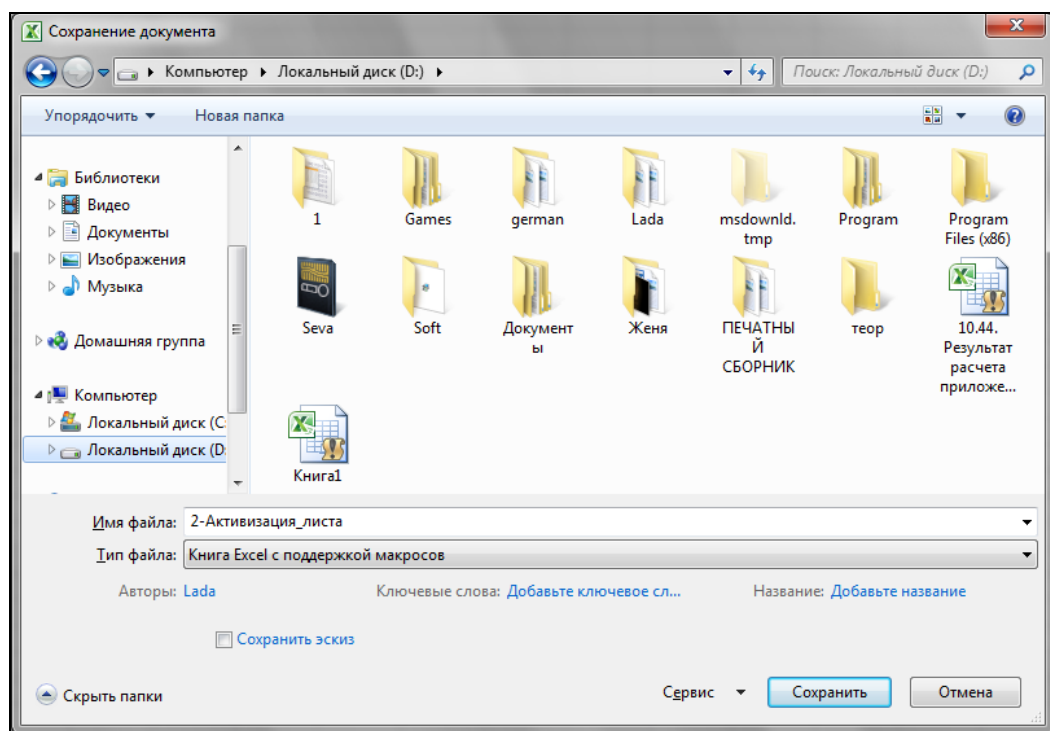 Сохранение документа
Компьютер Локальный диск (D:)
Поиск: Локальный диск (D:)
Упорядочить
Новая папка
Библиотеки
Видео
Документы
Изображения
Музыка
Домашняя группа
Компьютер
Локальный диск (C:
Локальный диск (D:
1
Games
german
Lada
msdownld.
tmp
Program
Program
Files (x86)
Seva
Soft
Документ
ы
Женя
ПЕЧАТНЫ
Й
СБОРНИК
теор
10.44.
Результат
расчета
приложе...
Книга1
Имя файла: 2-Активизация_листа
Тип файла: Книга Excel с поддержкой макросов
Авторы: Lada
Ключевые слова: Добавьте ключевое сл...
Название: Добавьте название
Сохранить эскиз
Скрыть папки
Сервис
Сохранить
Отмена